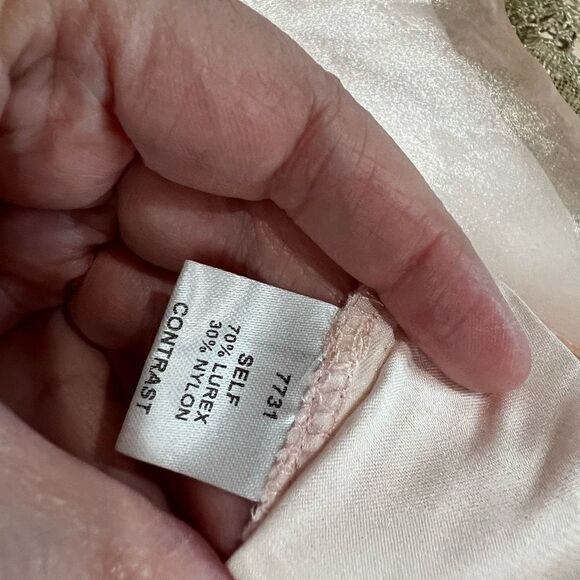 7731
SELF
70% LUREX
30% NYLON
CONTRAST